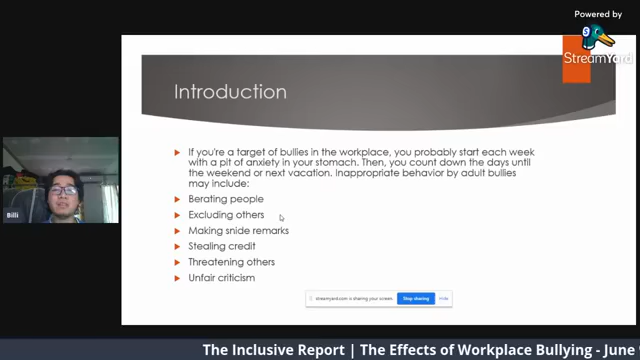 Powered by
StreamYard
Introduction
If you're a target of bullies in the workplace, you probably start each week
with a pit of anxiety in your stomach. Then, you count down the days until
the weekend or next vacation. Inappropriate behavior by adult bullies
may include:
Berating people
Excluding others
Making snide remarks
Stealing credit
Threatening others
Unfair criticism
Billi
streamyard.com is sharing your screen.
Stop sharing
Hide
The Inclusive Report | The Effects of Workplace Bullying - June